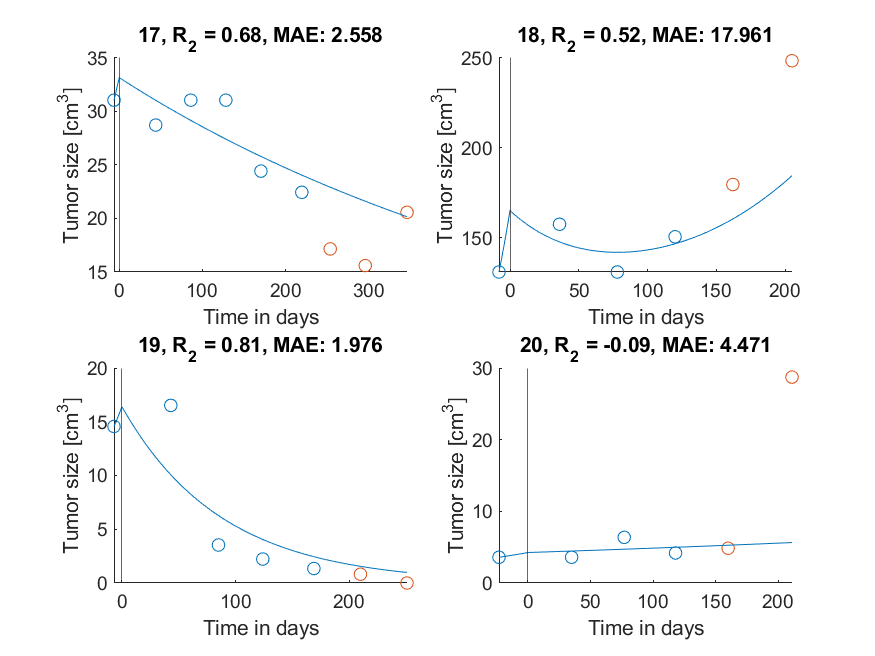 17, R2 = 0.68, MAE: 2.558
35
30
25
20
15
0
100
200
300
Tumor size [cm3]
Time in days
18, R2 = 0.52, MAE: 17.961
250
200
150
0
50
100
150
200
Tumor size [cm3]
Time in days
19, R2 = 0.81, MAE: 1.976
20
15
10
5
0
0
100
200
Tumor size [cm3]
Time in days
20, R2 = -0.09, MAE: 4.471
30
20
10
0
0
50
100
150
200
Tumor size [cm3]
Time in days